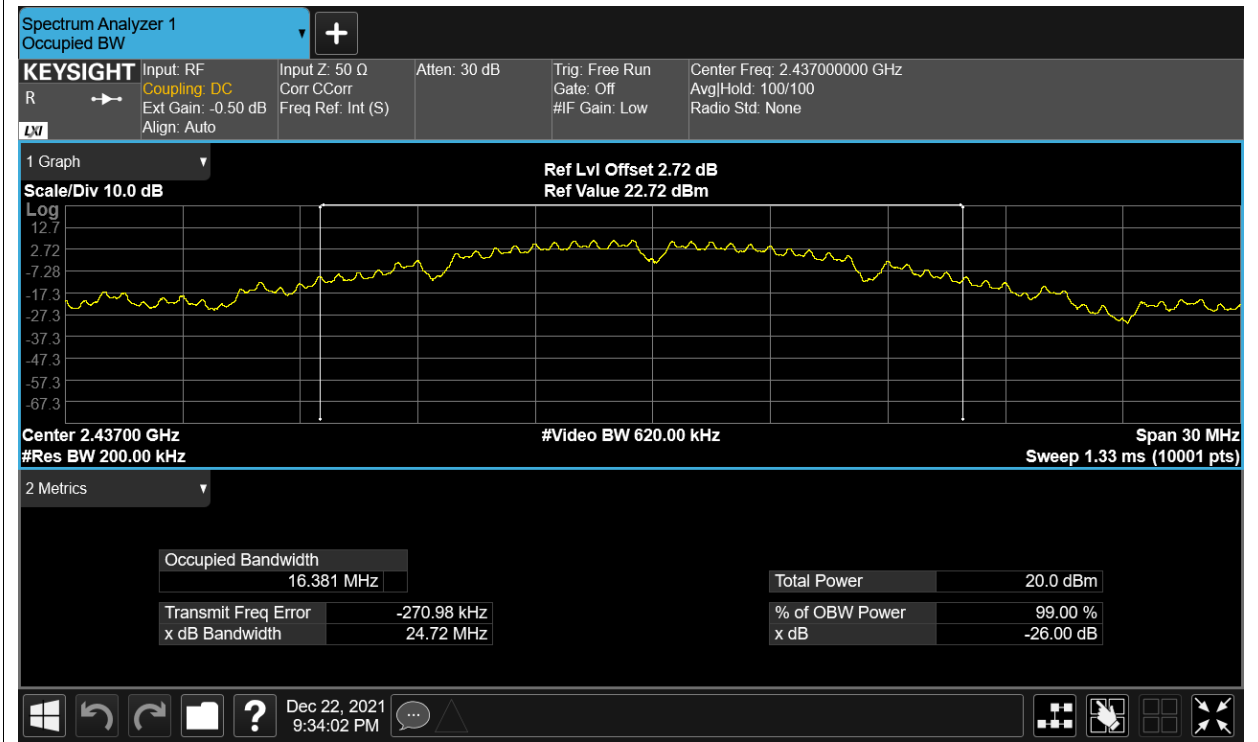 Spectrum Analyzer 1
Occupied BW
▼
+
KEYSIGHT Input: RF Input Z: 50 Ω Atten: 30 dB Trig: Free Run Center Freq: 2.437000000 GHz
R Coupling: DC Corr CCorr Gate: Off Avg|Hold: 100/100
Ext Gain: -0.50 dB Freq Ref: Int (S) #IF Gain: Low Radio Std: None
LXI Align: Auto
1 Graph ▼
Ref Lvl Offset 2.72 dB
Scale/Div 10.0 dB Ref Value 22.72 dBm
Log
12.7
2.72
-7.28
-17.3
-27.3
-37.3
-47.3
-57.3
-67.3
Center 2.43700 GHz #Video BW 620.00 kHz Span 30 MHz
#Res BW 200.00 kHz Sweep 1.33 ms (10001 pts)
2 Metrics ▼
Occupied Bandwidth
16.381 MHz Total Power 20.0 dBm
Transmit Freq Error -270.98 kHz % of OBW Power 99.00 %
x dB Bandwidth 24.72 MHz x dB -26.00 dB
? Dec 22, 2021
9:34:02 PM